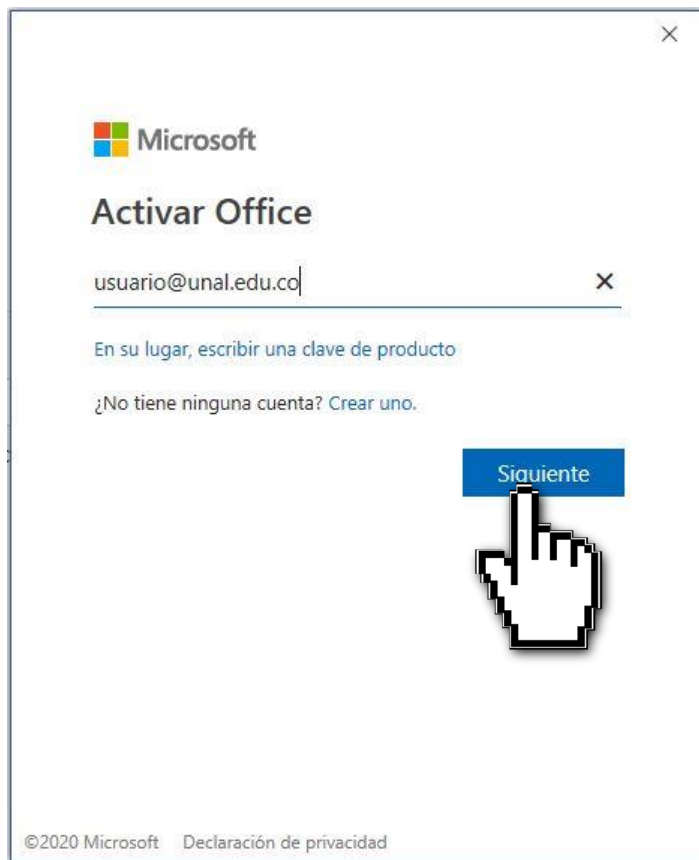 Microsoft
Activar Office
usuario@unal.edu.co
En su lugar, escribir una clave de producto
¿No tiene ninguna cuenta? Crear uno.
Siguiente
©2020 Microsoft Declaración de privacidad